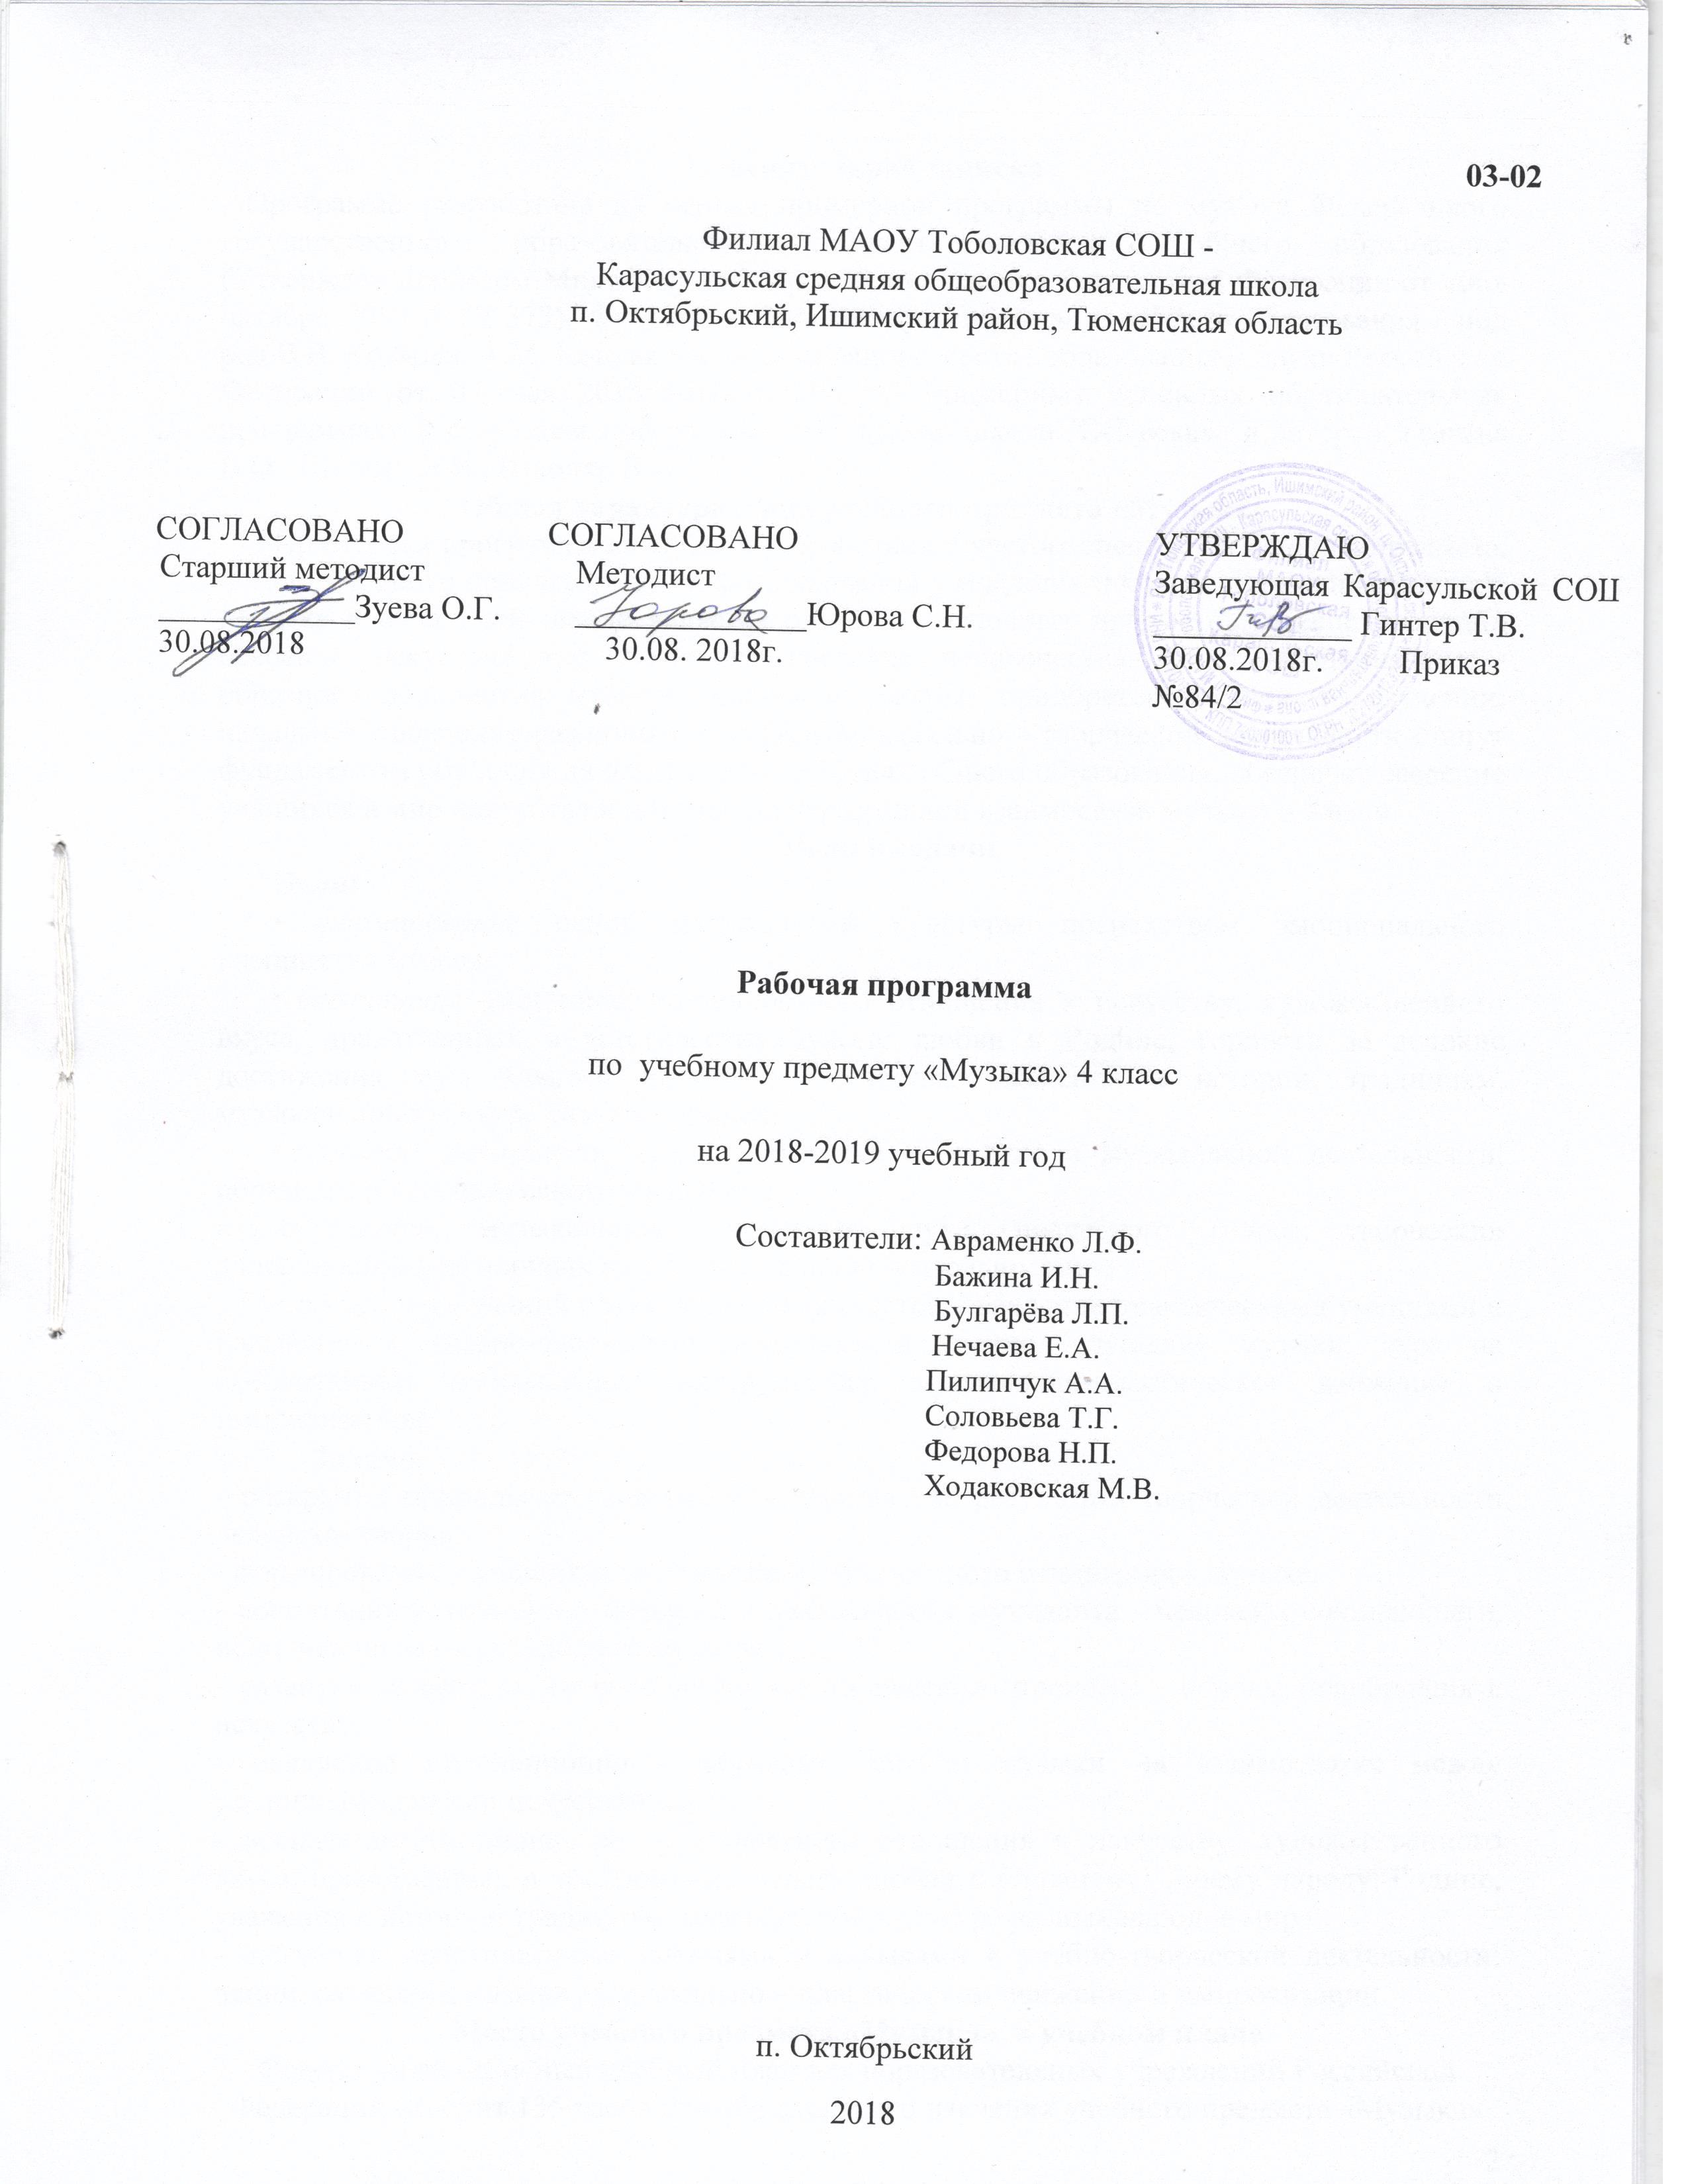 03-02
Филиал МАОУ Тоболовская СОШ -
Карасульская средняя общеобразовательная школа
п. Октябрьский, Ишимский район, Тюменская область
СОГЛАСОВАНО
Старший методист
Зуева О.Г.
30.08.2018
СОГЛАСОВАНО
Методист
Юрова С.Н.
30.08. 2018г.
УТВЕРЖДАЮ
Заведующая Карасульской
Гинтер Т.В.
30.08.2018г. Приказ
№84/2
Рабочая программа
по учебному предмету «Музыка» 4 класс
на 2018-2019 учебный год
Составители: Авраменко Л.Ф.
Бажина И.Н.
Булгарёва Л.П.
Нечаева Е.А.
Пилипчук А.А.
Соловьева Т.Г.
Федорова Н.П.
Ходаковская М.В.
п. Октябрьский
2018